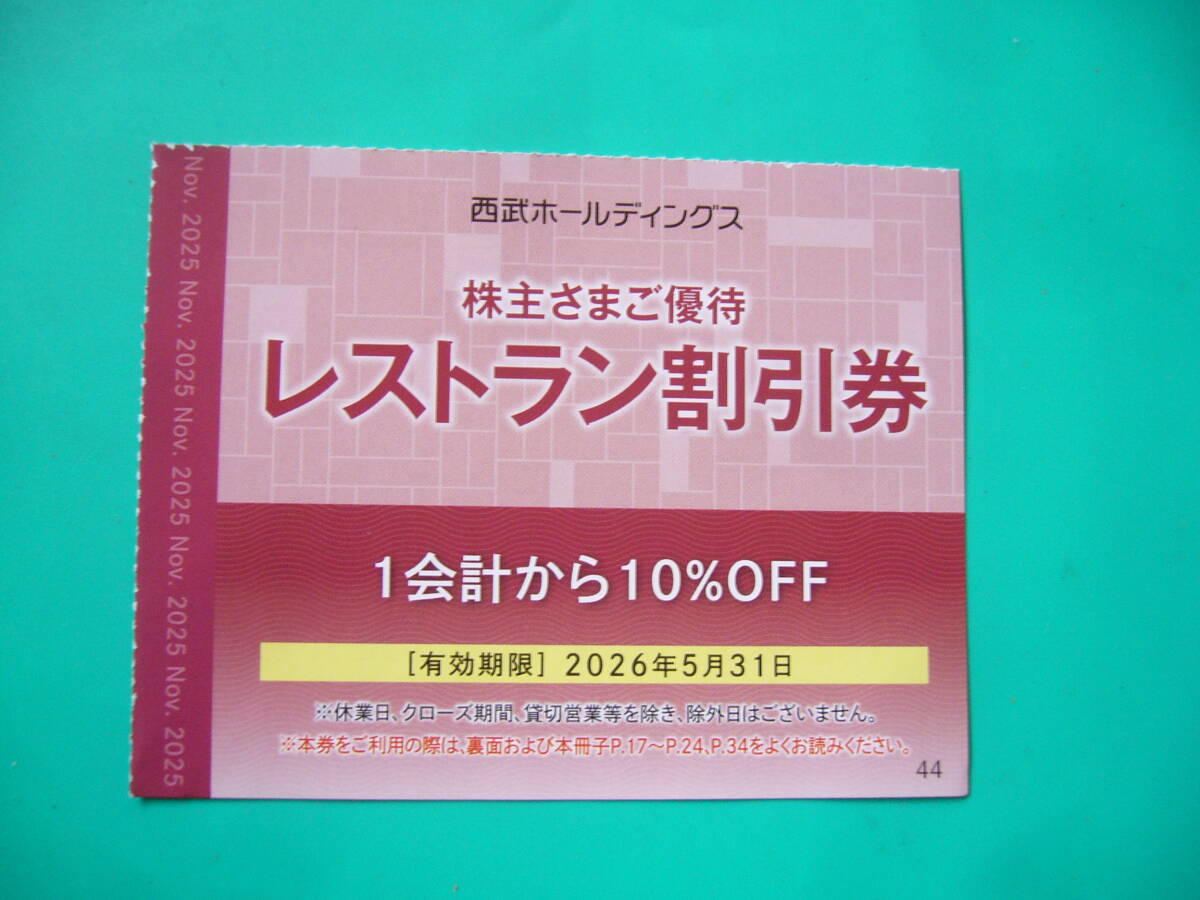 Nov. 2025 Nov. 2025 Nov. 2025 Nov. 2025 Nov. 2025
西武ホールディングス
株主さまご優待
レストラン割引券
1会計から10%OFF
[有効期限] 2026年5月31日
※休業日、クローズ期間、貸切営業等を除き、除外日はございません。
※本券をご利用の際は、裏面および本冊子P.17〜P.24、P.34をよくお読みください。
44